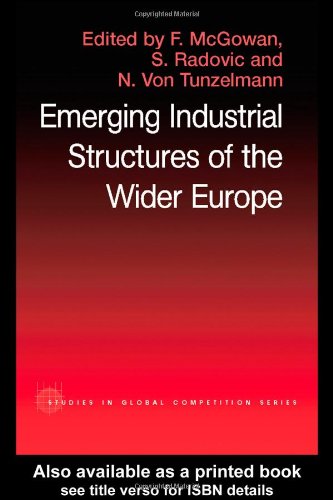 Edited by F. McGowan,
S. Radovic and
N. Von Tunzelmann
Emerging Industrial
Structures of the
Wider Europe
STUDIES IN GLOBAL COMPETITION SERIES
Also available as a printed book
see title verso for ISBN details